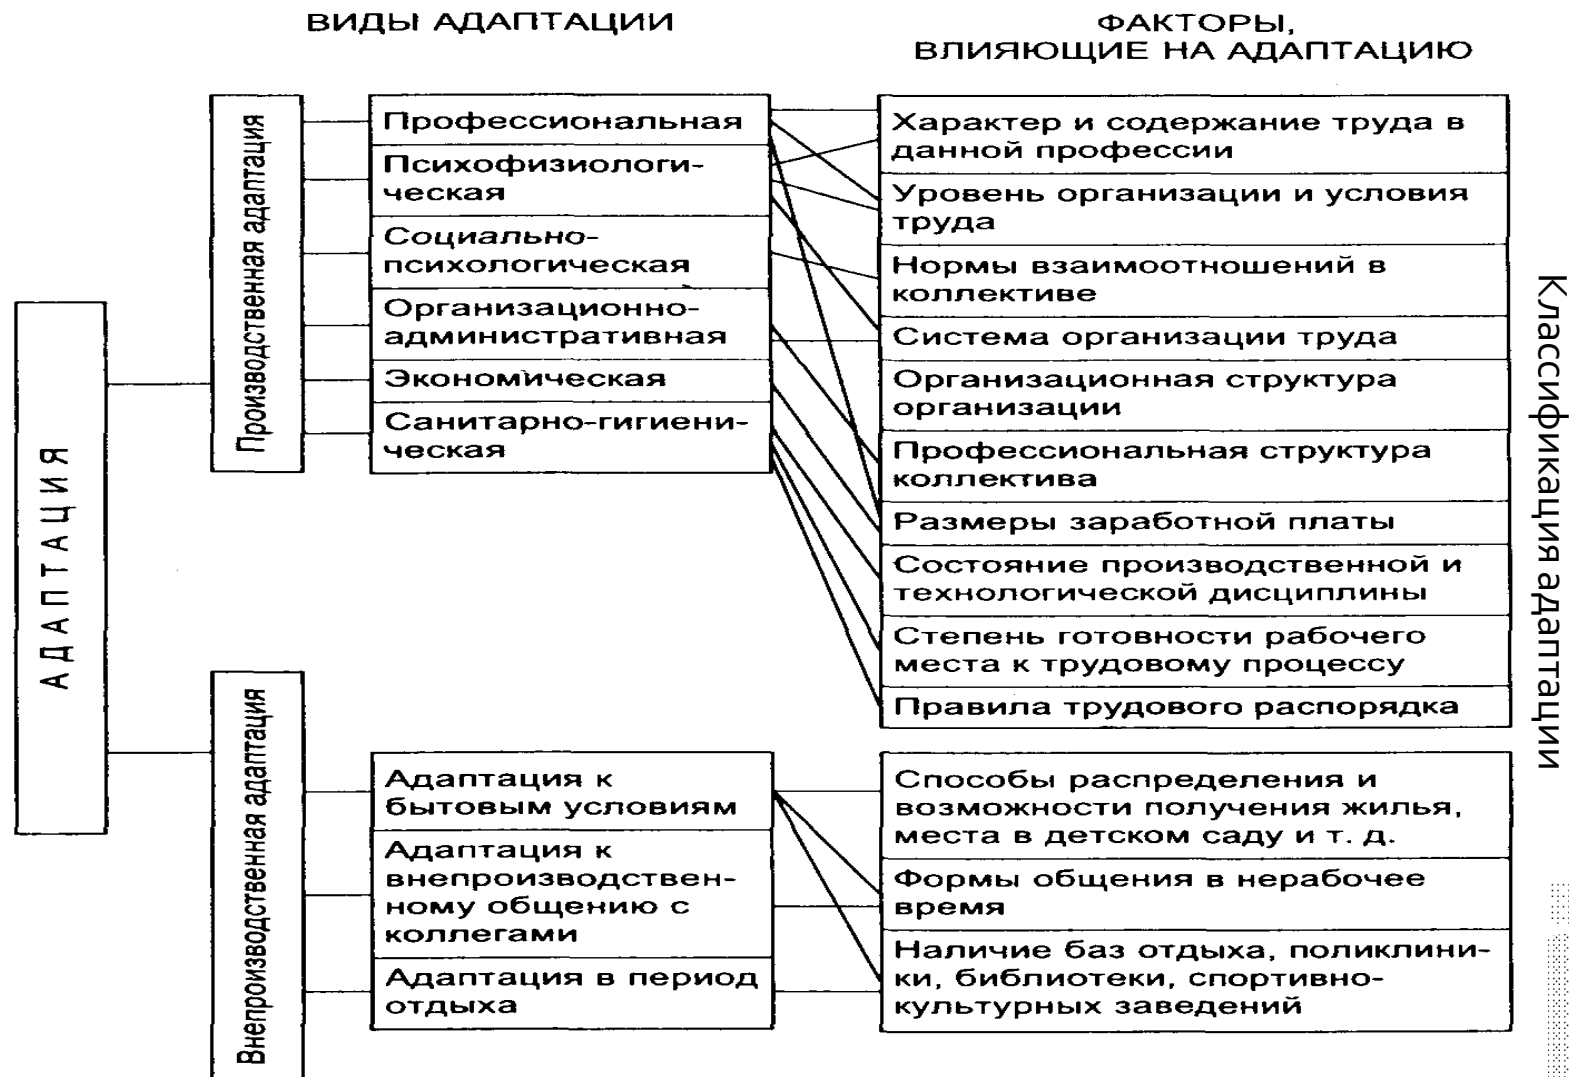 ВИДЫ АДАПТАЦИИ
ФАКТОРЫ,
ВЛИЯЮЩИЕ НА АДАПТАЦИЮ
АДАПТАЦИЯ
Производственная адаптация
Профессиональная
Психофизиологи-
ческая
Социально-
психологическая
Организационно-
административная
Экономическая
Санитарно-гигиени-
ческая
Характер и содержание труда в
данной профессии
Уровень организации и условия
труда
Нормы взаимоотношений в
коллективе
Система организации труда
Организационная структура
организации
Профессиональная структура
коллектива
Размеры заработной платы
Состояние производственной и
технологической дисциплины
Степень готовности рабочего
места к трудовому процессу
Правила трудового распорядка
Внепроизводственная адаптация
Адаптация к
бытовым условиям
Адаптация к
внепроизводствен-
ному общению с
коллегами
Адаптация в период
отдыха
Способы распределения и
возможности получения жилья,
места в детском саду и т. д.
Формы общения в нерабочее
время
Наличие баз отдыха, поликлини-
ки, библиотеки, спортивно-
культурных заведений
Классификация адаптации